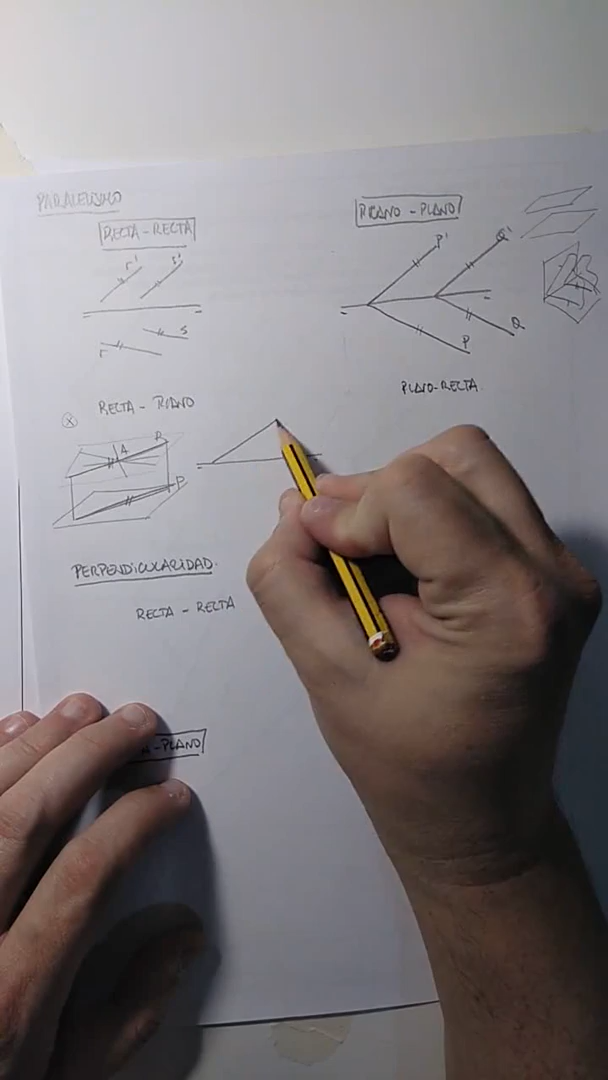 PARALELISMO
RECTA-RECTA
r' s'
s
r
PLANO-PLANO
P' Q'
Q
P
PLANO-RECTA
RECTA - PLANO
A R
P
PERPENDICULARIDAD.
RECTA - RECTA
-PLANO